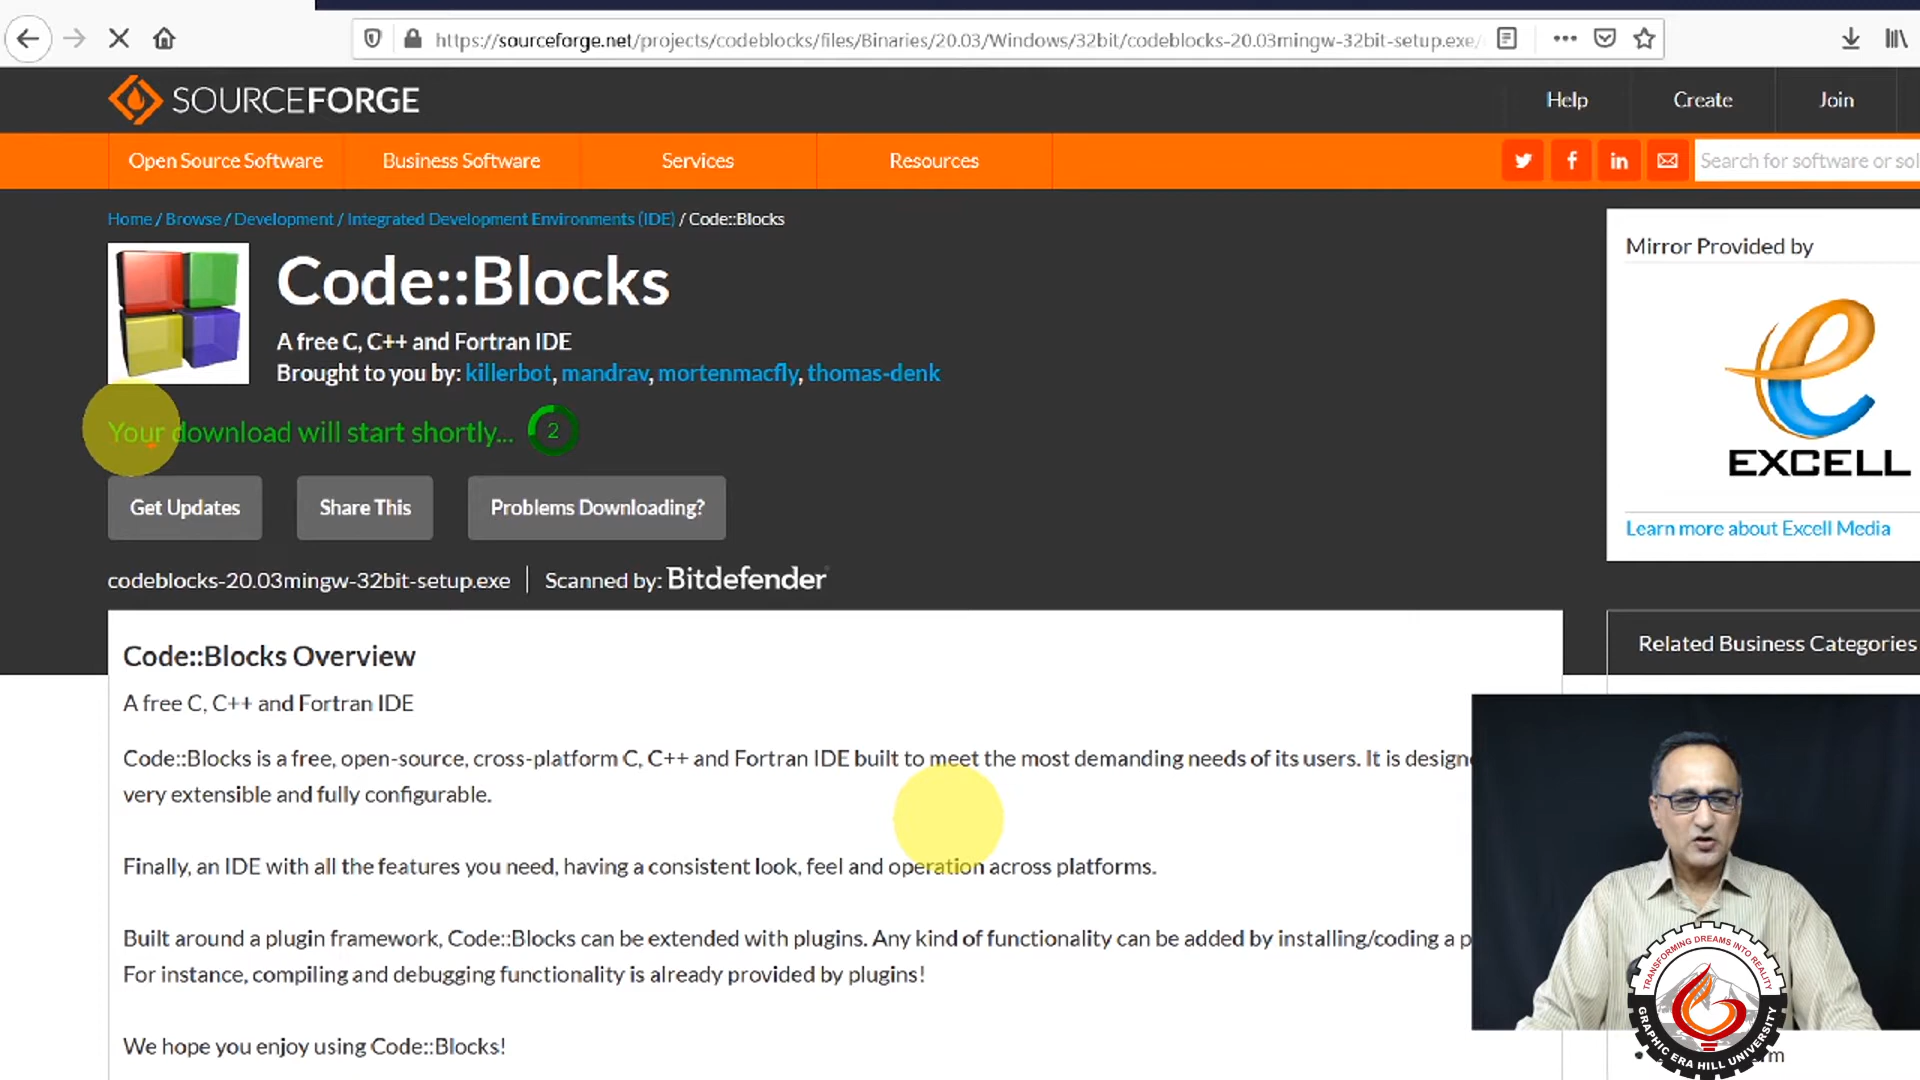 https://sourceforge.net/projects/codeblocks/files/Binaries/20.03/Windows/32bit/codeblocks-20.03mingw-32bit-setup.exe/
SOURCEFORGE
Help
Create
Join
Open Source Software
Business Software
Services
Resources
Search for software or sol
Home / Browse / Development / Integrated Development Environments (IDE) / Code::Blocks
Code::Blocks
A free C, C++ and Fortran IDE
Brought to you by: killerbot, mandrav, mortenmacfly, thomas-denk
Your download will start shortly... 2
Get Updates
Share This
Problems Downloading?
codeblocks-20.03mingw-32bit-setup.exe
Scanned by: Bitdefender
Mirror Provided by
EXCELL
Learn more about Excell Media
Related Business Categories
Code::Blocks Overview
A free C, C++ and Fortran IDE
Code::Blocks is a free, open-source, cross-platform C, C++ and Fortran IDE built to meet the most demanding needs of its users. It is design
very extensible and fully configurable.
Finally, an IDE with all the features you need, having a consistent look, feel and operation across platforms.
Built around a plugin framework, Code::Blocks can be extended with plugins. Any kind of functionality can be added by installing/coding a p
For instance, compiling and debugging functionality is already provided by plugins!
We hope you enjoy using Code::Blocks!
TRANSFORMING DREAMS INTO REALITY
GRAPHIC ERA HILL UNIVERSITY